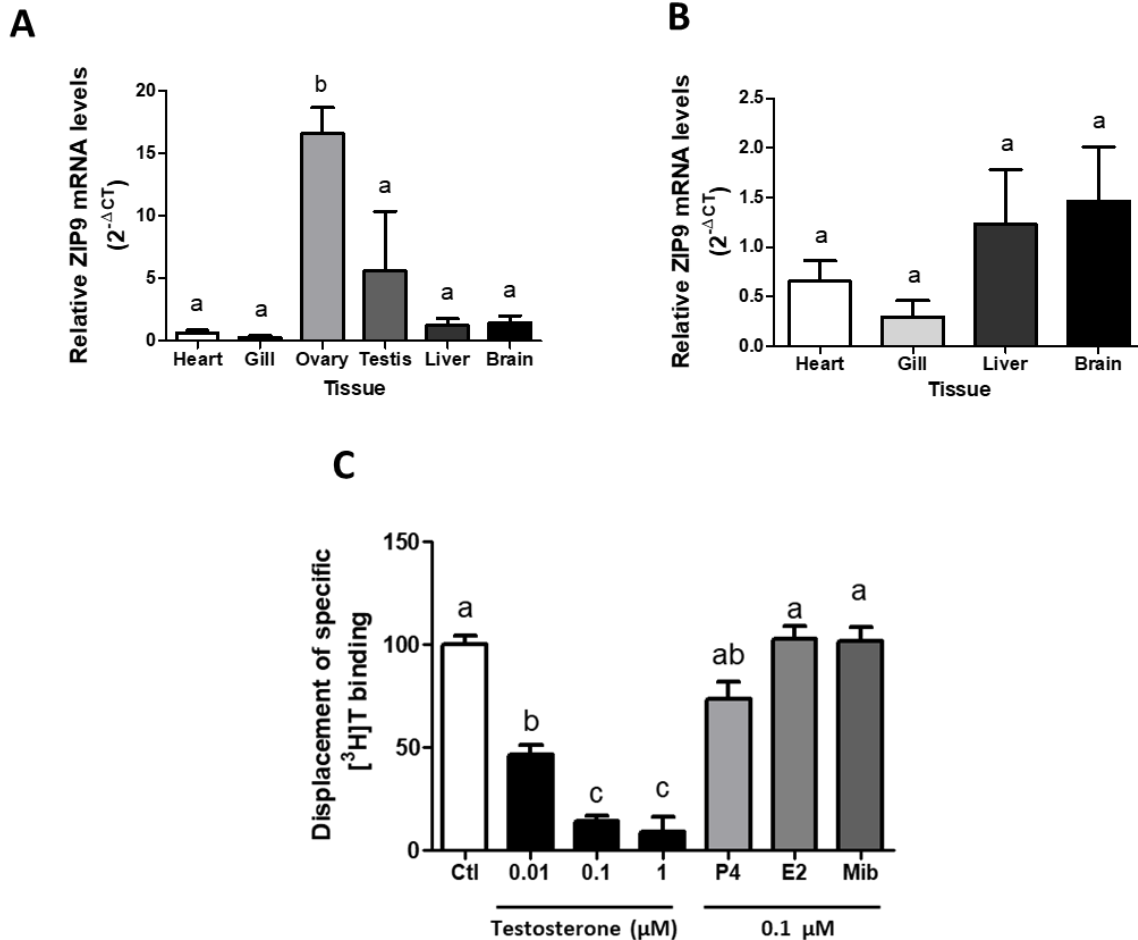 A
Relative ZIP9 mRNA levels
(2^-ΔCT)
20
15
10
5
0
a
a
b
a
a
a
Heart Gill Ovary Testis Liver Brain
Tissue
B
Relative ZIP9 mRNA levels
(2^-ΔCT)
2.5
2.0
1.5
1.0
0.5
0.0
a
a
a
a
Heart Gill Liver Brain
Tissue
C
Displacement of specific
[³H]T binding
150
100
50
0
a
b
c
c
ab
a
a
Ctl 0.01 0.1 1 P4 E2 Mib
Testosterone (μM) 0.1 μM